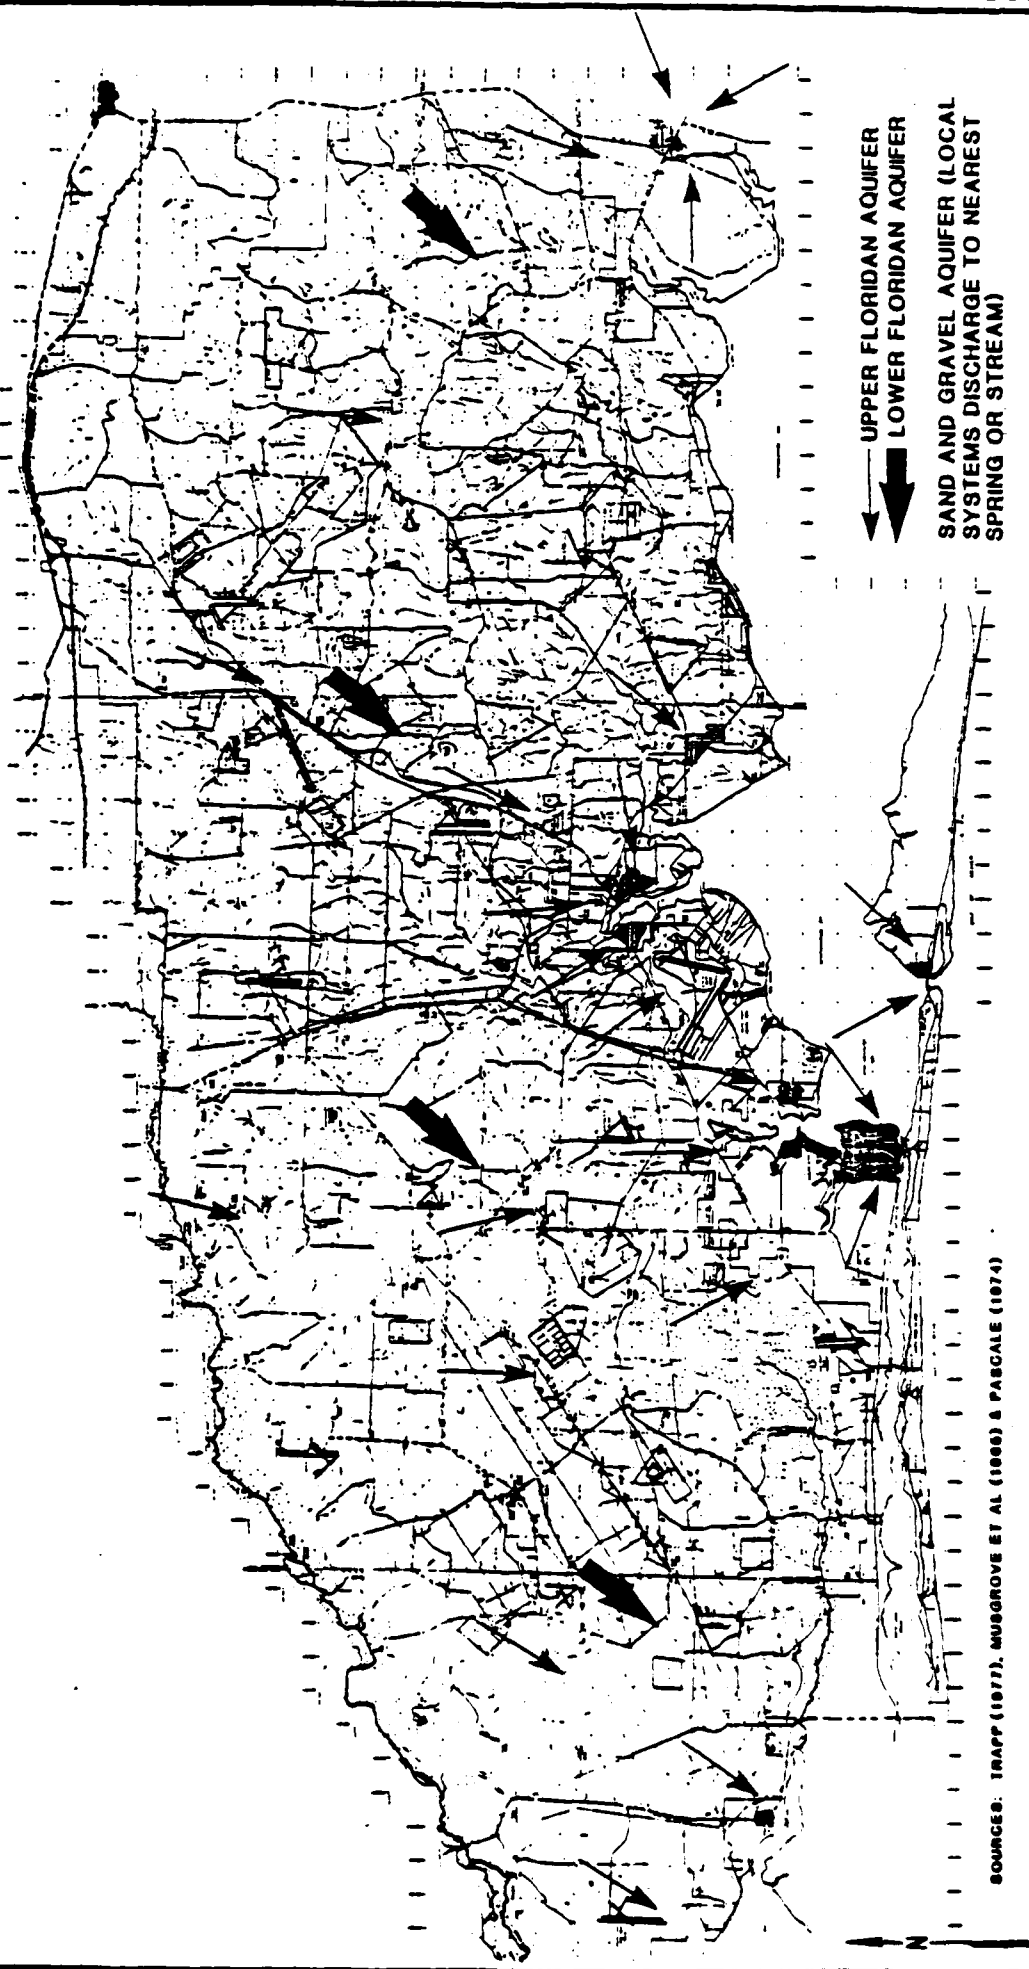 UPPER FLORIDAN AQUIFER
LOWER FLORIDAN AQUIFER
SAND AND GRAVEL AQUIFER (LOCAL
SYSTEMS DISCHARGE TO NEAREST
SPRING OR STREAM)
N
SOURCES: TRAPP (1977), MUSGROVE ET AL (1966) & PASCALE (1974)